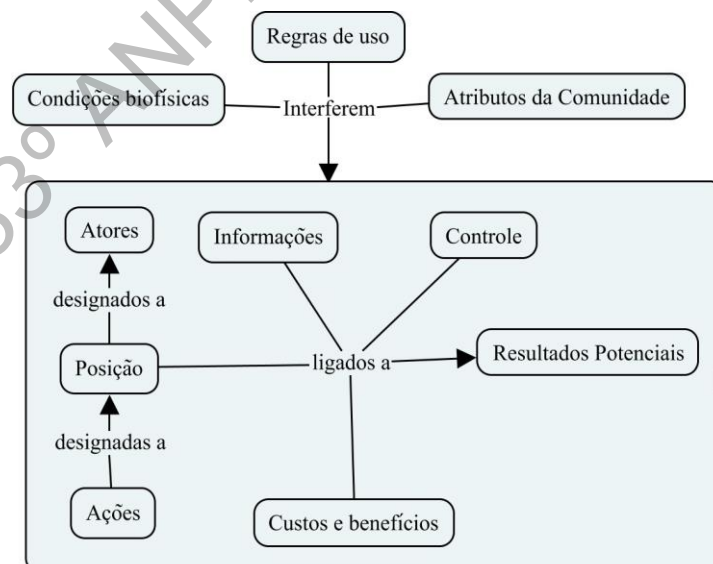 Regras de uso
Condições biofísicas
Interferem
Atributos da Comunidade
Atores
Informações
Controle
designados a
Posição
ligados a
Resultados Potenciais
designadas a
Ações
Custos e benefícios